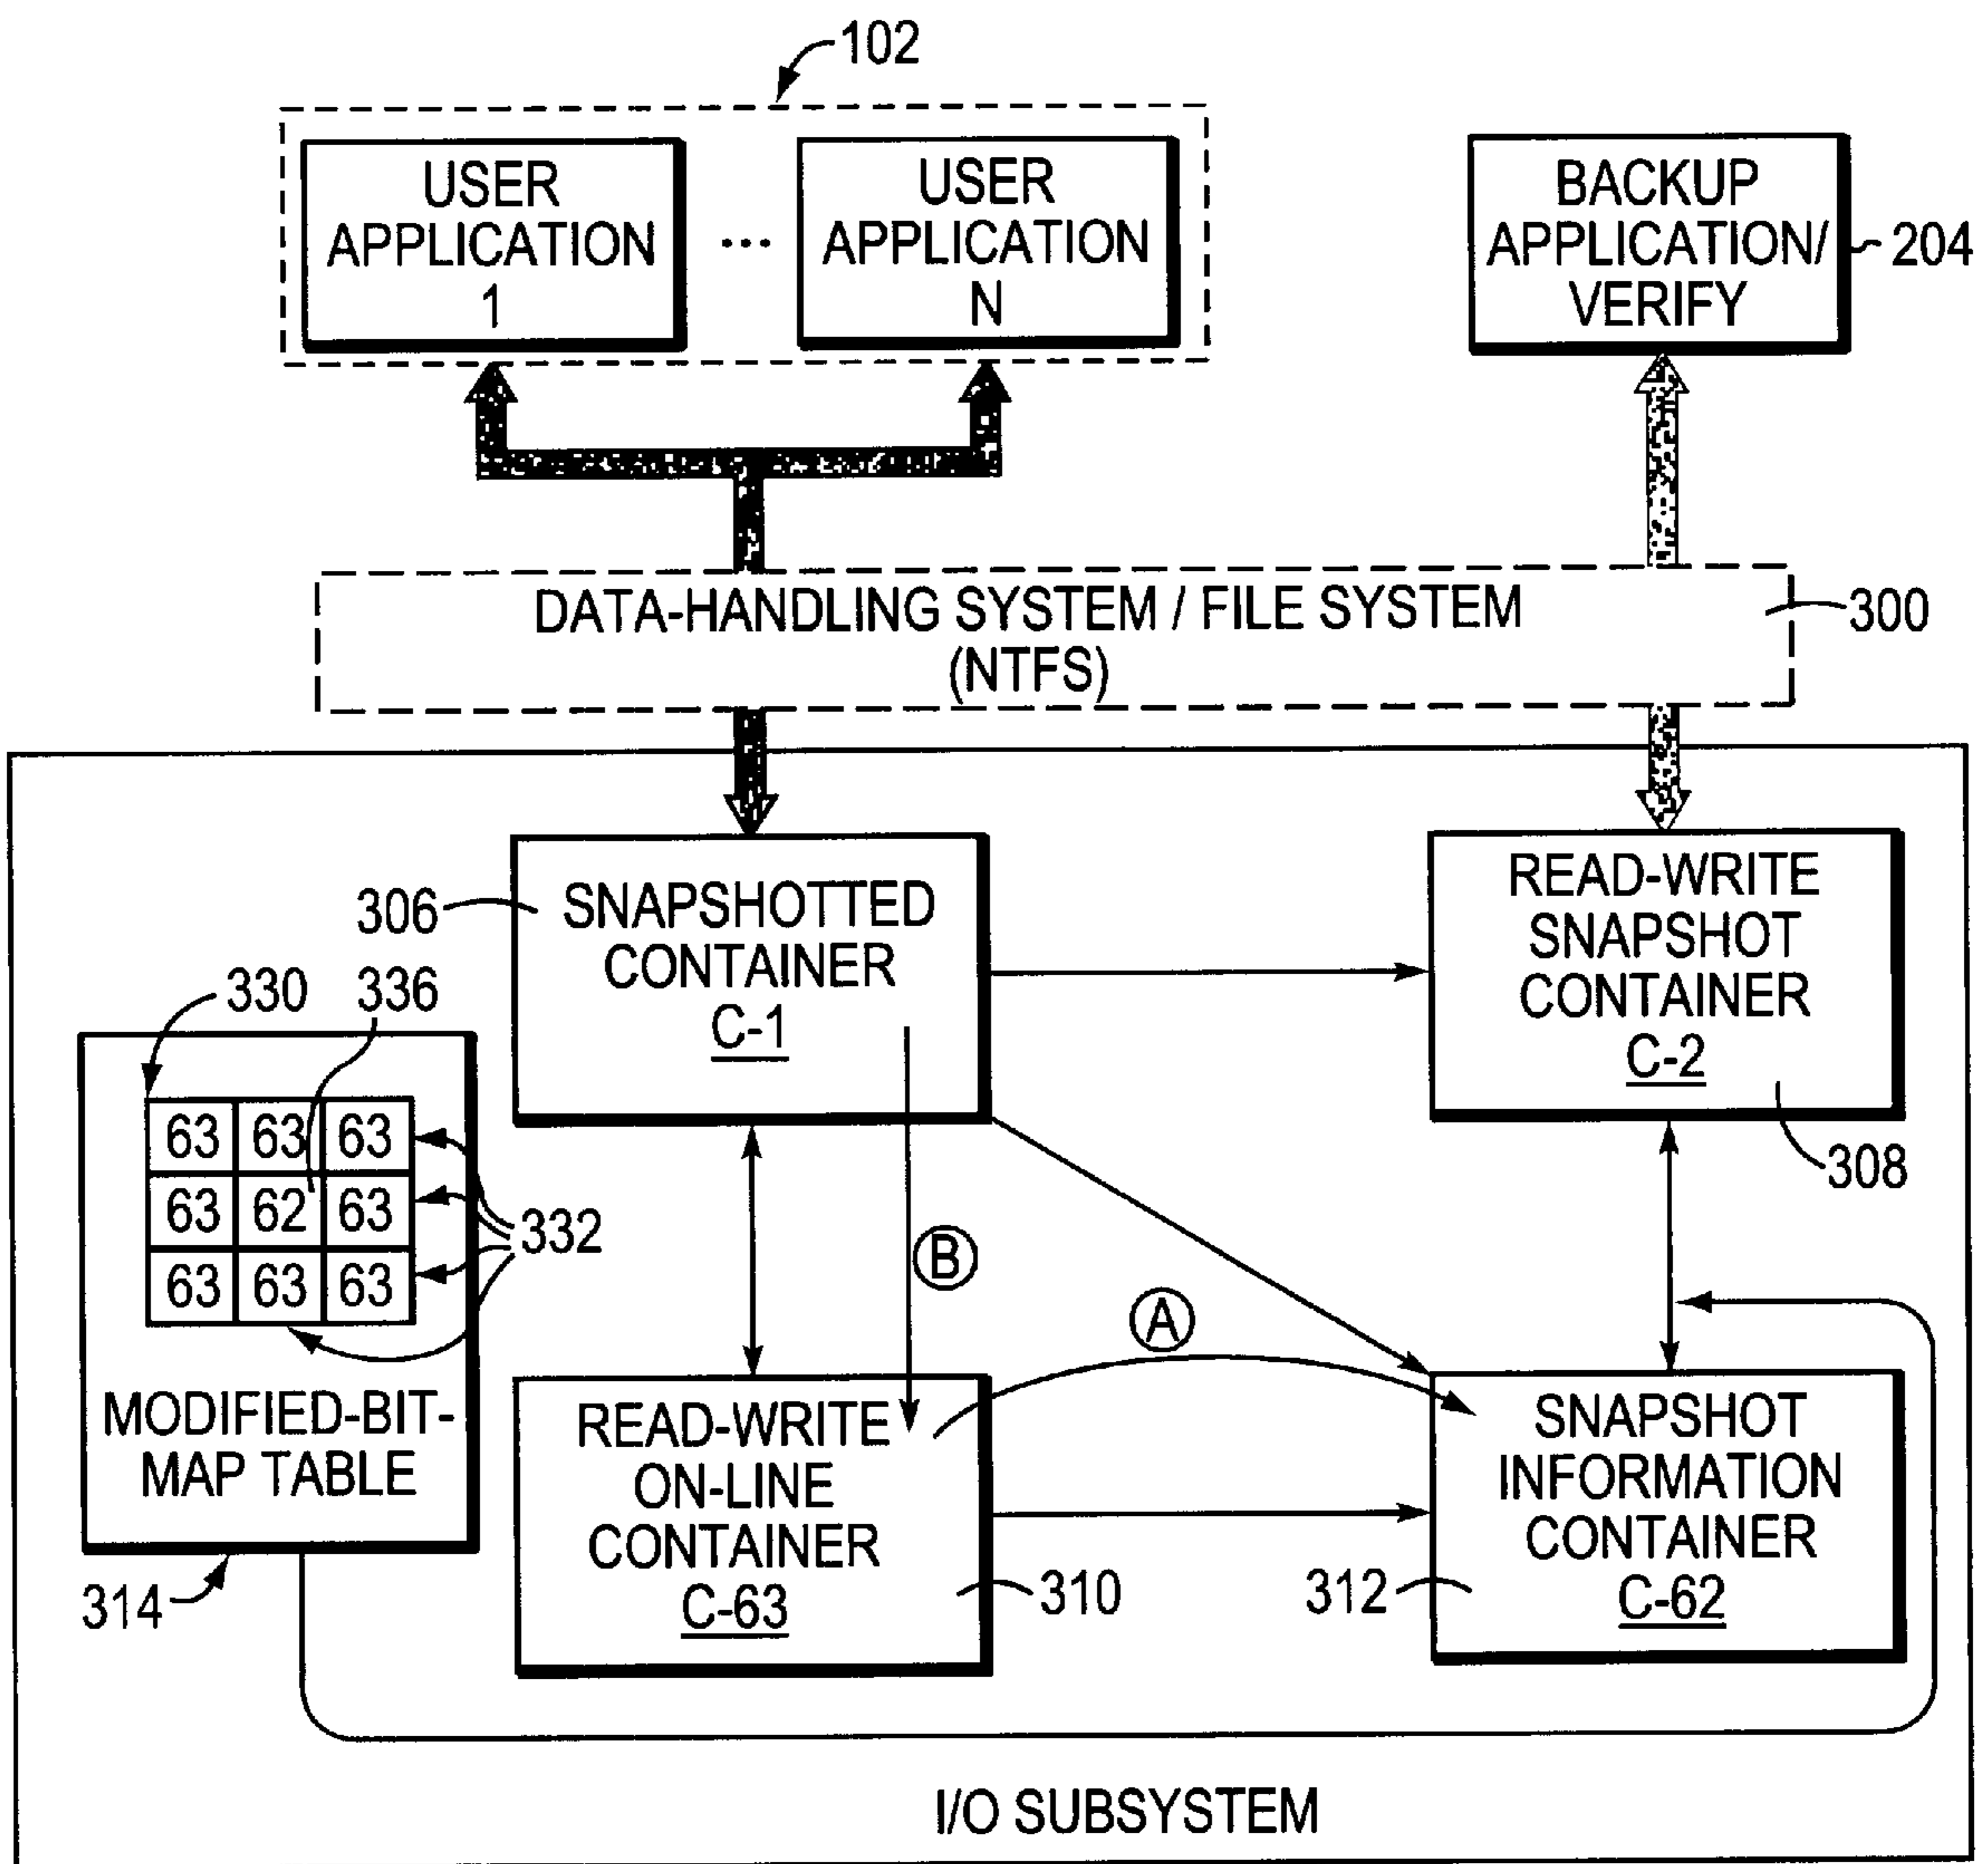 102
USER
APPLICATION
1
...
USER
APPLICATION
N
BACKUP
APPLICATION/
VERIFY
204
DATA-HANDLING SYSTEM / FILE SYSTEM
(NTFS)
300
306
SNAPSHOTTED
CONTAINER
C-1
READ-WRITE
SNAPSHOT
CONTAINER
C-2
308
330
336
63 63 63
63 62 63
63 63 63
332
MODIFIED-BIT-
MAP TABLE
314
B
A
READ-WRITE
ON-LINE
CONTAINER
C-63
310
312
SNAPSHOT
INFORMATION
CONTAINER
C-62
I/O SUBSYSTEM